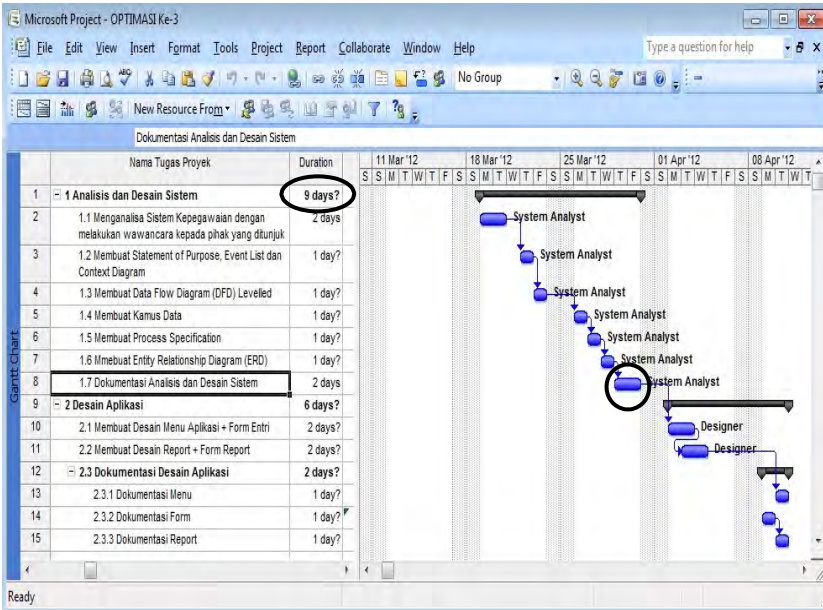 Microsoft Project - OPTIMASI Ke-3
File Edit View Insert Format Tools Project Report Collaborate Window Help
Type a question for help
No Group
New Resource From
Dokumentasi Analisis dan Desain Sistem
Nama Tugas Proyek Duration
11 Mar '12 18 Mar '12 25 Mar '12 01 Apr '12 08 Apr '12
S S M T W T F S S M T W T F S S M T W T F S S M T W T F S S M T W T
1 1 Analisis dan Desain Sistem 9 days?
2 1.1 Menganalisa Sistem Kepegawaian dengan 2 days System Analyst
melakukan wawancara kepada pihak yang ditunjuk
3 1.2 Membuat Statement of Purpose, Event List dan 1 day? System Analyst
Context Diagram
4 1.3 Membuat Data Flow Diagram (DFD) Levelled 1 day? System Analyst
5 1.4 Membuat Kamus Data 1 day? System Analyst
6 1.5 Membuat Process Specification 1 day? System Analyst
7 1.6 Mmebuat Entity Relationship Diagram (ERD) 1 day? System Analyst
8 1.7 Dokumentasi Analisis dan Desain Sistem 2 days System Analyst
9 2 Desain Aplikasi 6 days?
10 2.1 Membuat Desain Menu Aplikasi + Form Entri 2 days? Designer
11 2.2 Membuat Desain Report + Form Report 2 days? Designer
12 2.3 Dokumentasi Desain Aplikasi 2 days?
13 2.3.1 Dokumentasi Menu 1 day?
14 2.3.2 Dokumentasi Form 1 day?
15 2.3.3 Dokumentasi Report 1 day?
Gantt Chart
Ready